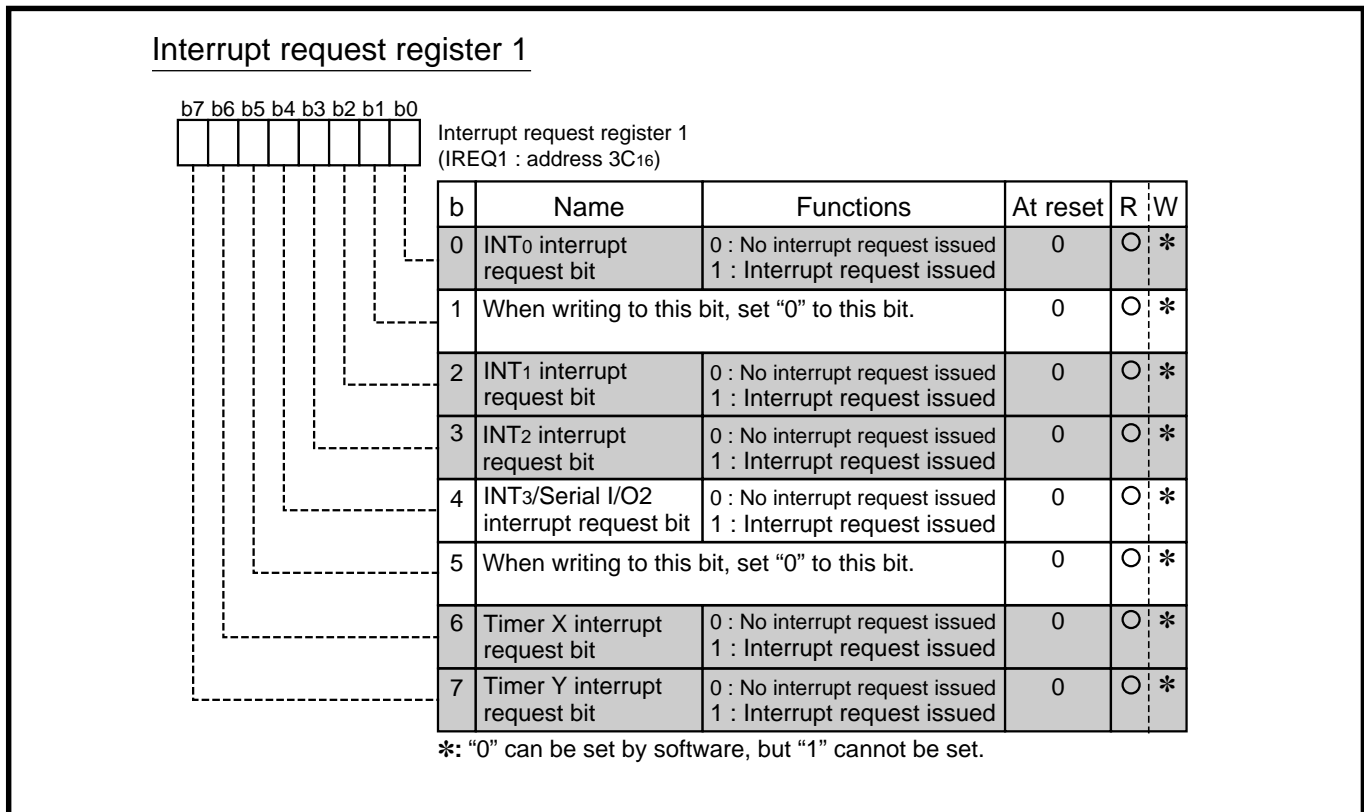 Interrupt request register 1
b7 b6 b5 b4 b3 b2 b1 b0
Interrupt request register 1
(IREQ1 : address 3C16)
b Name Functions At reset R W
0 INT0 interrupt request bit 0 : No interrupt request issued 1 : Interrupt request issued 0 ○ ✻
1 When writing to this bit, set “0” to this bit. 0 ○ ✻
2 INT1 interrupt request bit 0 : No interrupt request issued 1 : Interrupt request issued 0 ○ ✻
3 INT2 interrupt request bit 0 : No interrupt request issued 1 : Interrupt request issued 0 ○ ✻
4 INT3/Serial I/O2 interrupt request bit 0 : No interrupt request issued 1 : Interrupt request issued 0 ○ ✻
5 When writing to this bit, set “0” to this bit. 0 ○ ✻
6 Timer X interrupt request bit 0 : No interrupt request issued 1 : Interrupt request issued 0 ○ ✻
7 Timer Y interrupt request bit 0 : No interrupt request issued 1 : Interrupt request issued 0 ○ ✻
✻: “0” can be set by software, but “1” cannot be set.